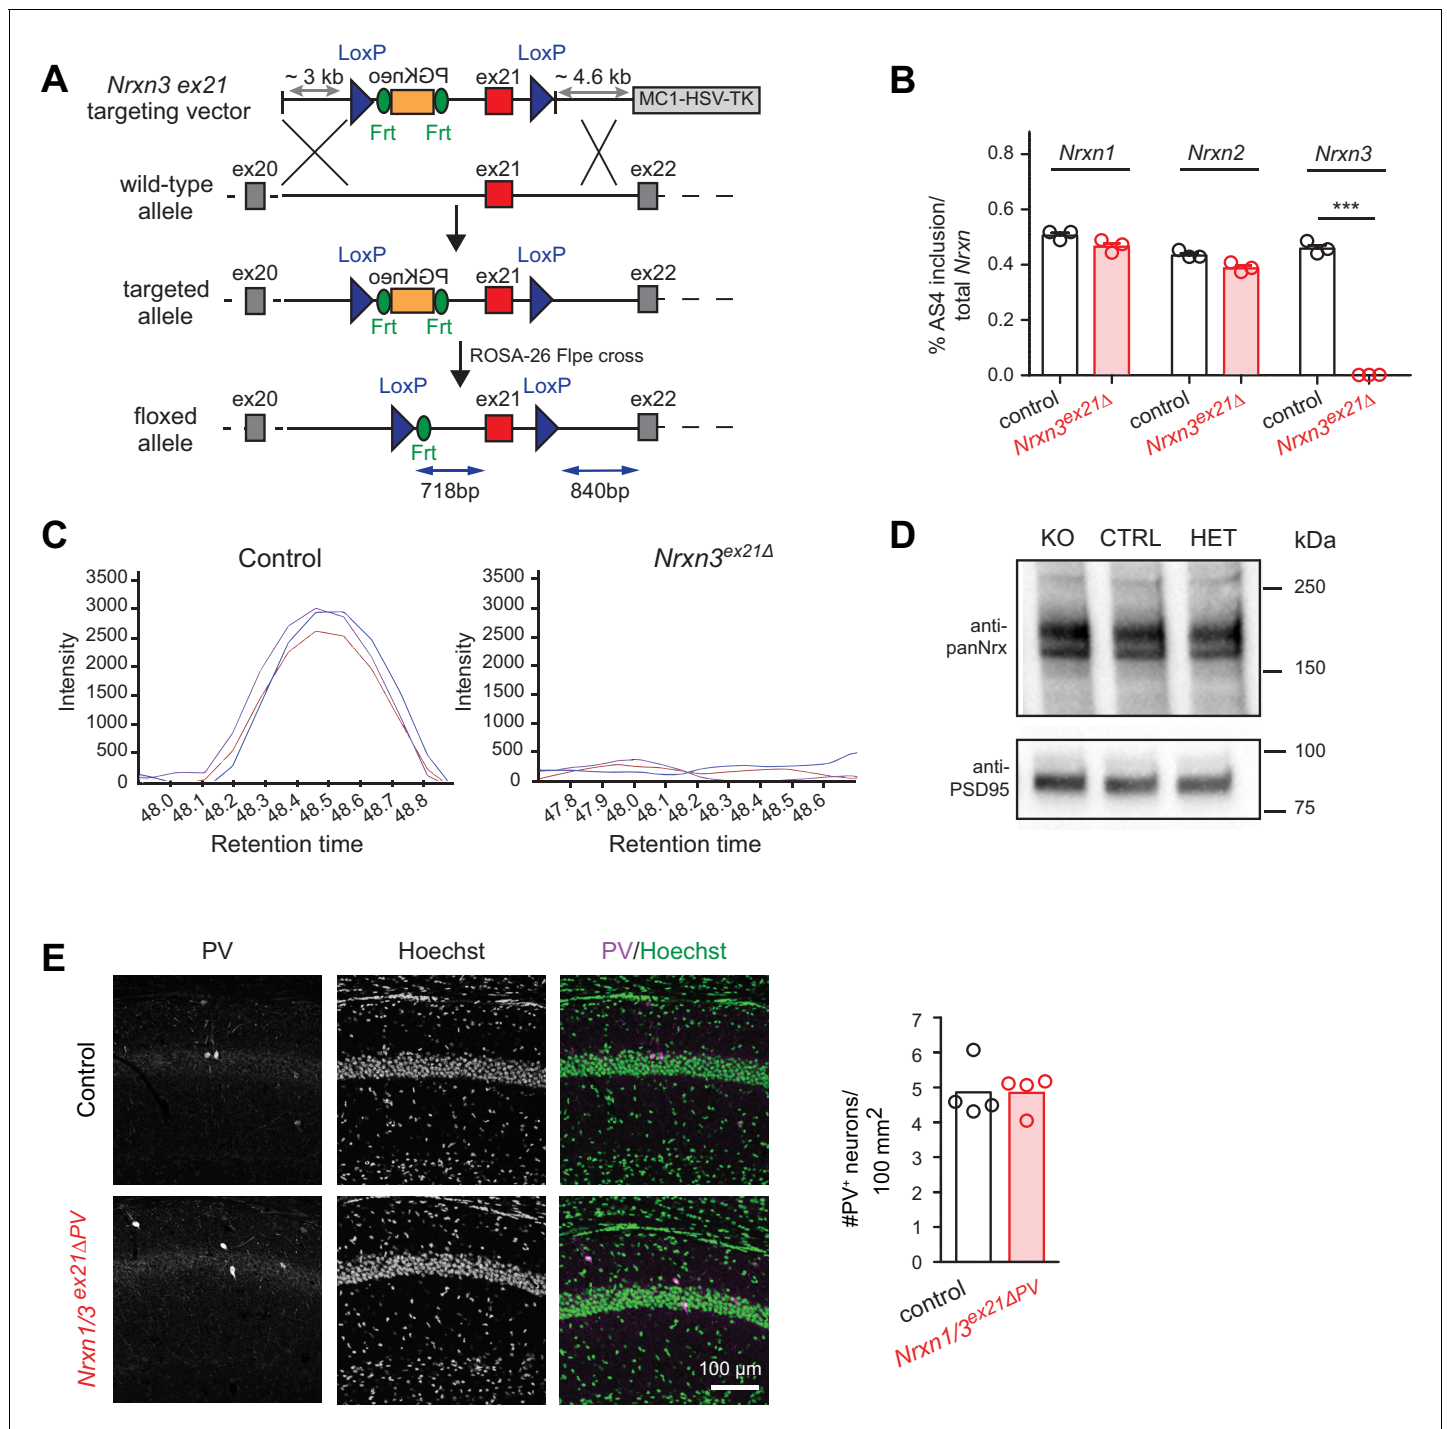 A
Nrxn3 ex21
targeting vector
LoxP
LoxP
~ 3 kb
PGKneo
ex21
~ 4.6 kb
MC1-HSV-TK
Frt
Frt
wild-type
allele
ex20
ex21
ex22
targeted
allele
ex20
LoxP
PGKneo
ex21
LoxP
ex22
Frt
Frt
ROSA-26 Flpe cross
floxed
allele
ex20
LoxP
ex21
LoxP
ex22
Frt
718bp
840bp
B
% AS4 inclusion/
total Nrxn
0.8
0.6
0.4
0.2
0.0
Nrxn1
Nrxn2
Nrxn3
***
control
Nrxn3ex21Δ
control
Nrxn3ex21Δ
control
Nrxn3ex21Δ
C
Control
Intensity
3500
3000
2500
2000
1500
1000
500
0
48.0
48.1
48.2
48.3
48.4
48.5
48.6
48.7
48.8
Retention time
Nrxn3ex21Δ
Intensity
3500
3000
2500
2000
1500
1000
500
0
47.8
47.9
48.0
48.1
48.2
48.3
48.4
48.5
48.6
Retention time
D
KO CTRL HET kDa
anti-
panNrx
250
150
anti-
PSD95
100
75
E
PV
Hoechst
PV/Hoechst
Control
Nrxn1/3 ex21ΔPV
100 µm
#PV+ neurons/
100 mm2
7
6
5
4
3
2
1
0
control
Nrxn1/3ex21ΔPV